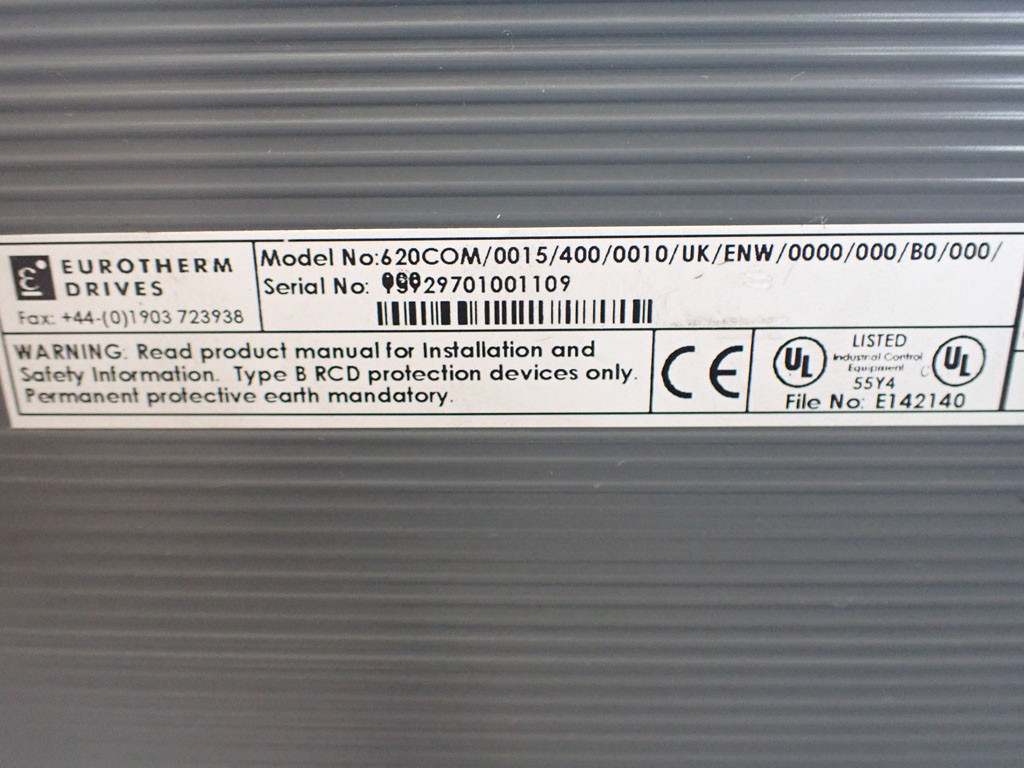 EUROTHERM
DRIVES
Fax: +44-(0)1903 723938
Model No:620COM/0015/400/0010/UK/ENW/0000/000/B0/000/
Serial No:
WARNING: Read product manual for Installation and
Safety Information. Type B RCD protection devices only.
Permanent protective earth mandatory.
CE
UL
LISTED
Industrial Control
Equipment
55Y4
C
UL
File No: E142140